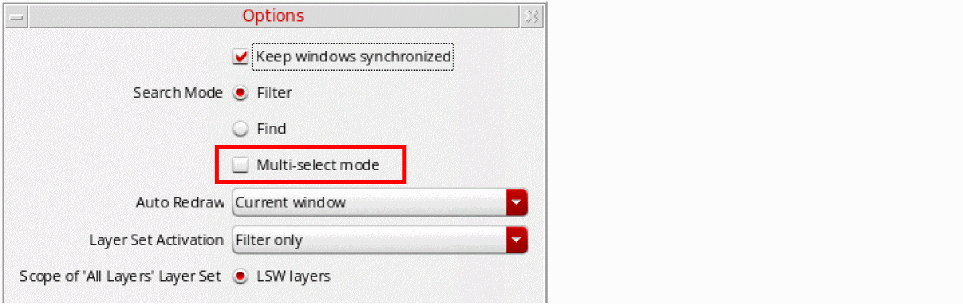 Options
Keep windows synchronized
Search Mode Filter
Find
Multi-select mode
Auto Redraw Current window
Layer Set Activation Filter only
Scope of 'All Layers' Layer Set LSW layers